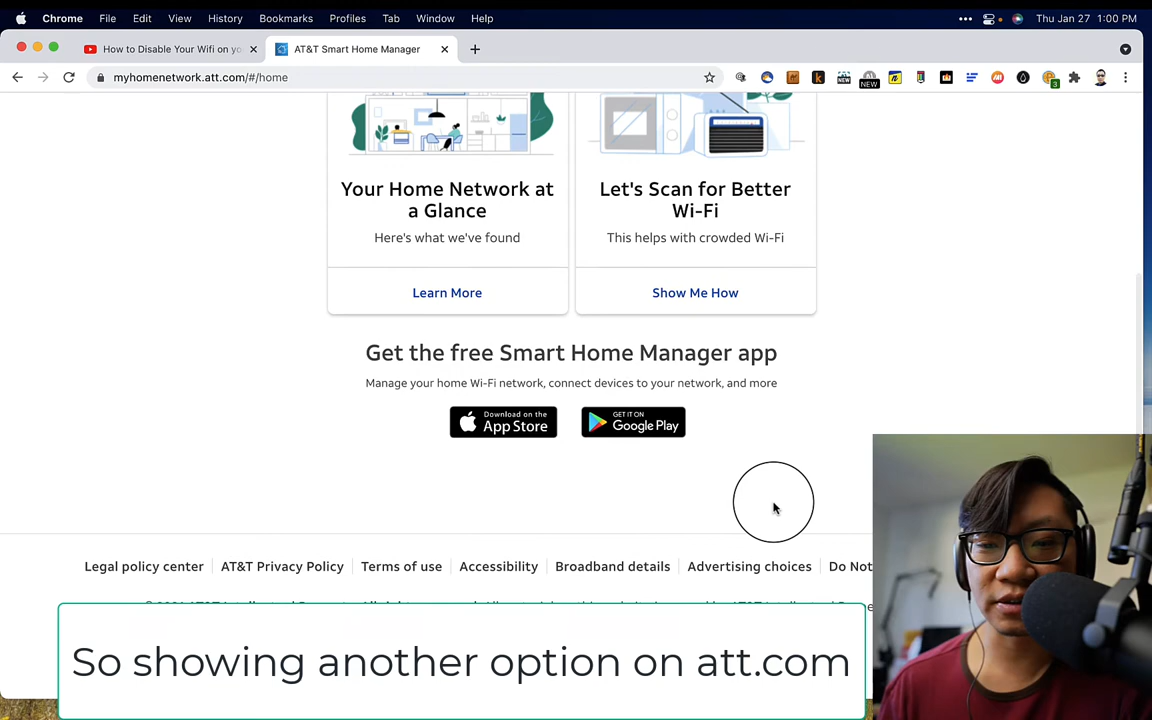 Chrome File Edit View History Bookmarks Profiles Tab Window Help Thu Jan 27 1:00 PM
How to Disable Your Wifi on yo
AT&T Smart Home Manager
myhomenetwork.att.com/#/home
NEW
NEW
3
Your Home Network at
a Glance
Here's what we've found
Learn More
Let's Scan for Better
Wi-Fi
This helps with crowded Wi-Fi
Show Me How
Get the free Smart Home Manager app
Manage your home Wi-Fi network, connect devices to your network, and more
Download on the
App Store
GET IT ON
Google Play
Legal policy center AT&T Privacy Policy Terms of use Accessibility Broadband details Advertising choices Do Not
So showing another option on att.com